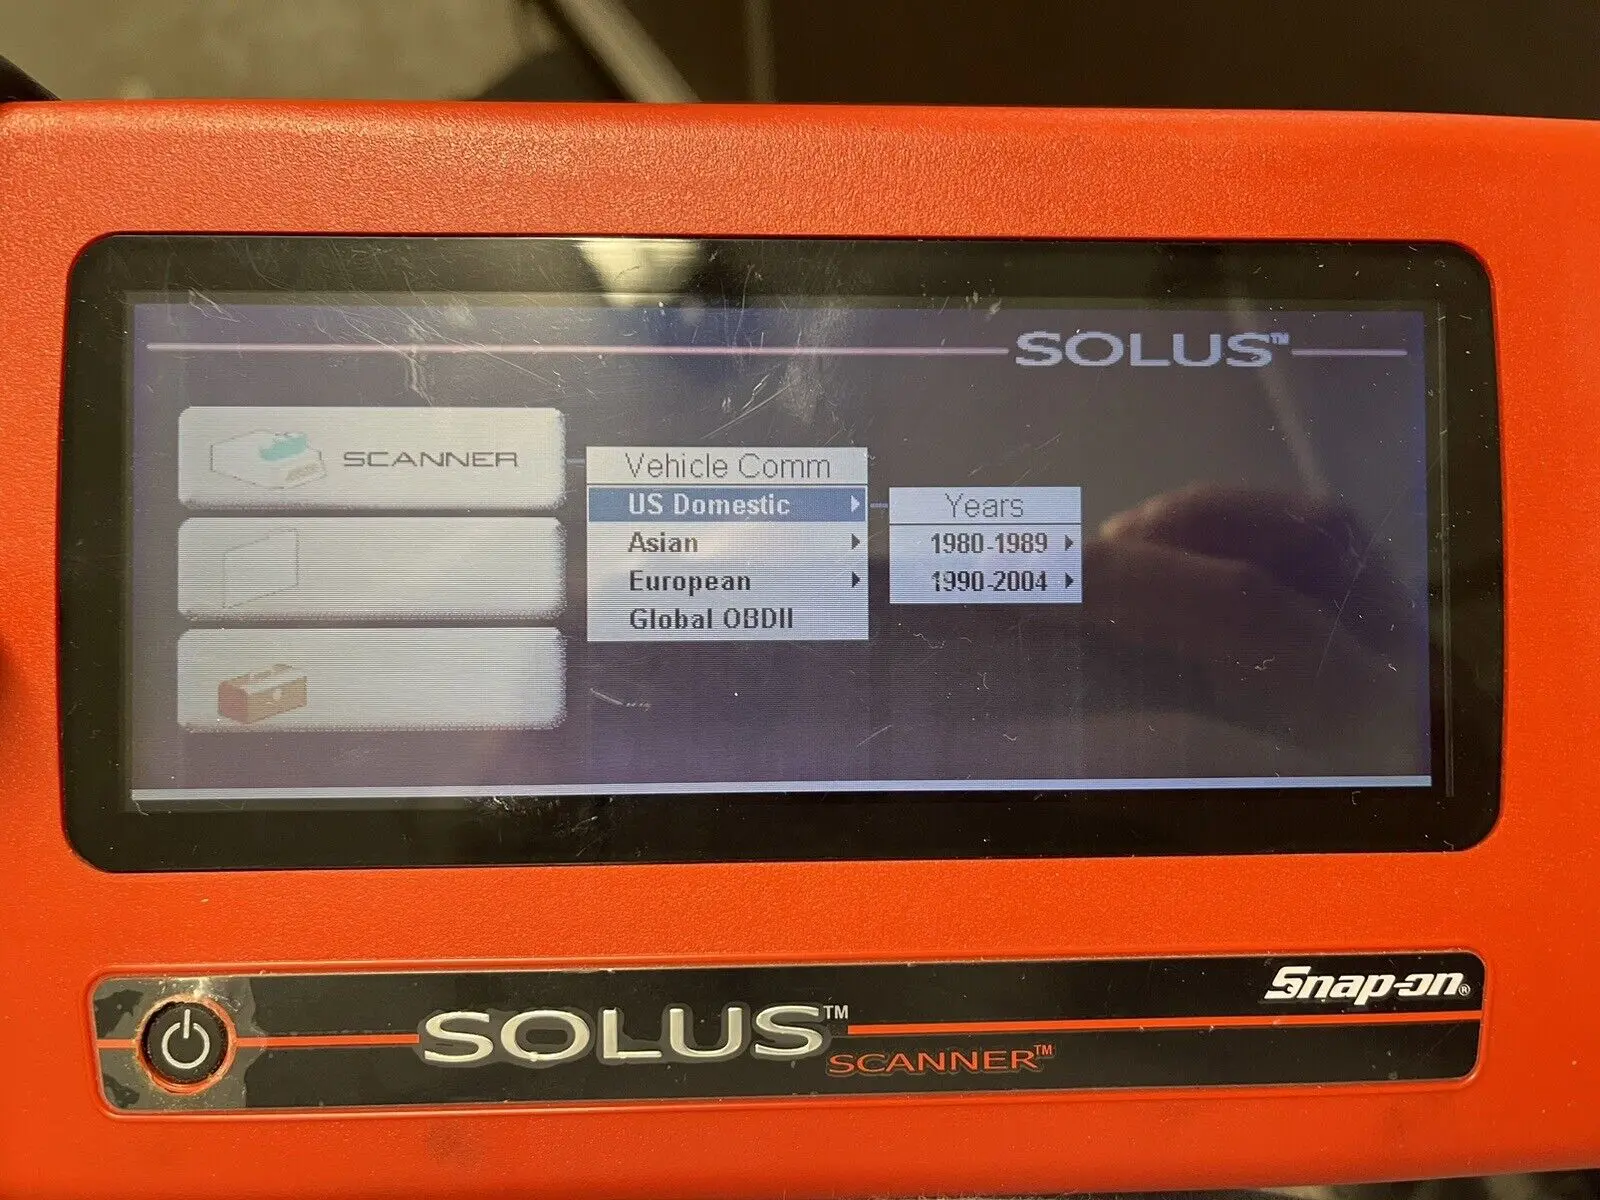 SOLUS™
SCANNER
Vehicle Comm
US Domestic
Asian
European
Global OBDII
Years
1980-1989
1990-2004
Snap-on®
SOLUS™
SCANNER™